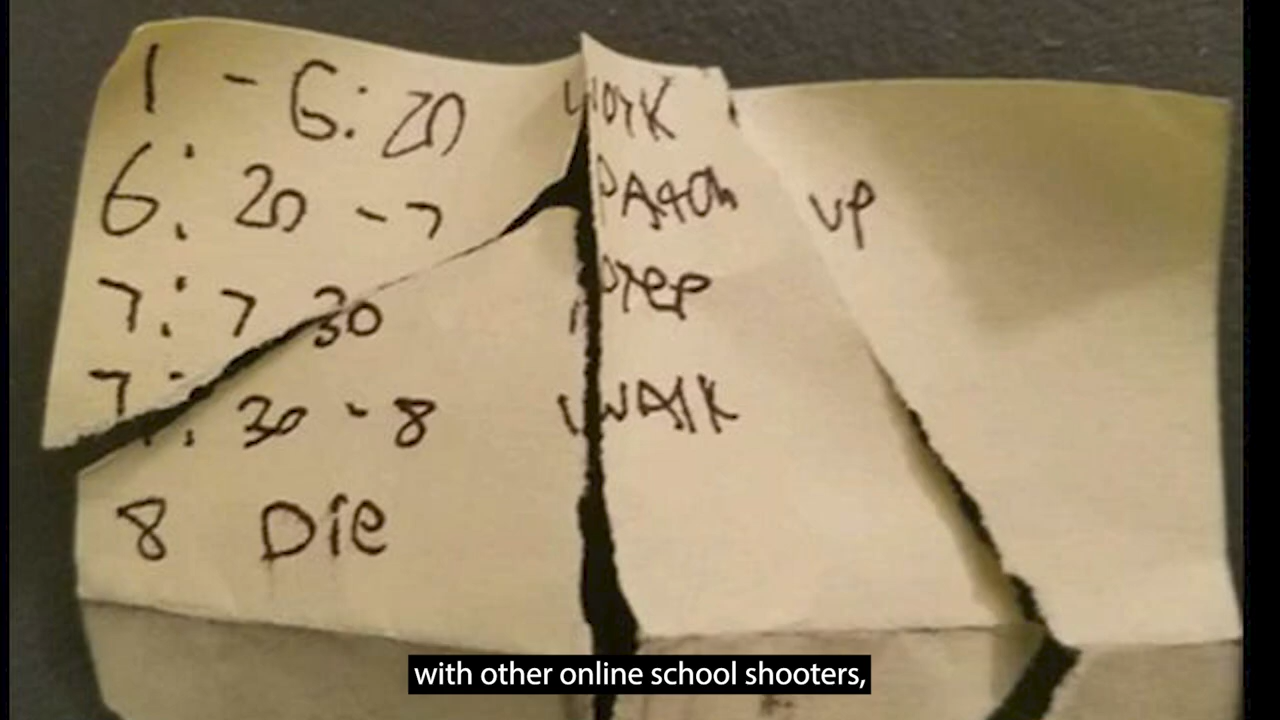 1 - 6:20 WORK
6:20 - 7 PAtCh UP
7:7 30 PreP
7:30 - 8 WALK
8 Die
with other online school shooters,